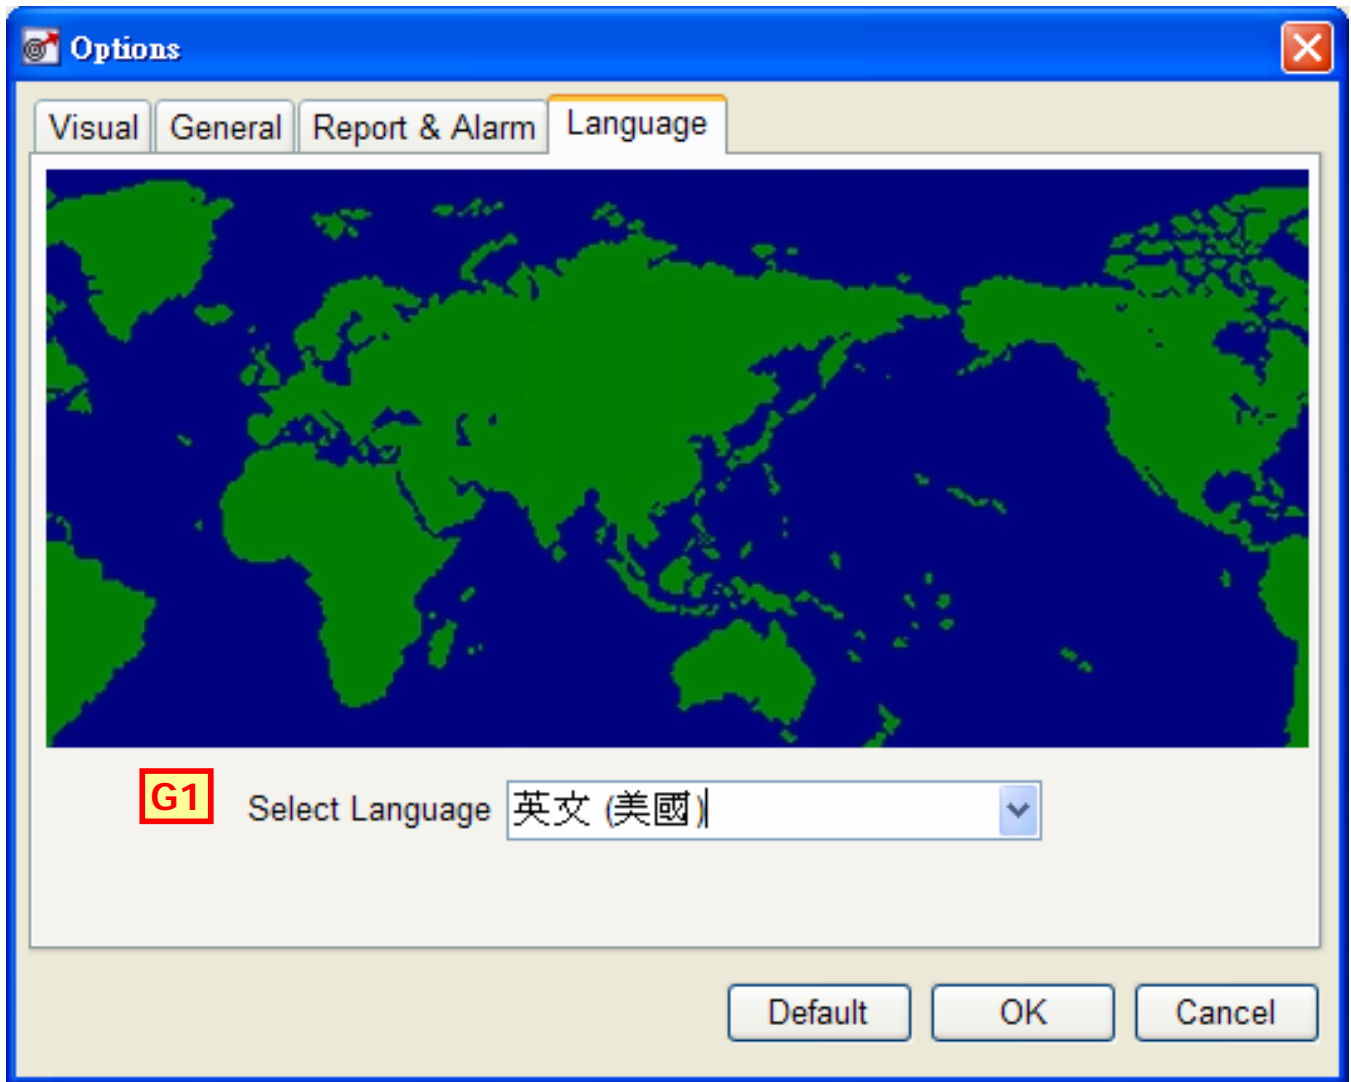 Options
Visual General Report & Alarm Language
G1 Select Language 英文 (美國)
Default OK Cancel